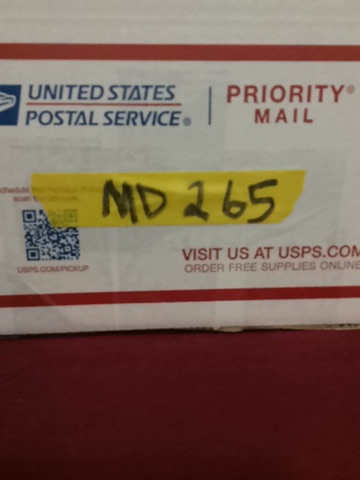 UNITED STATES
POSTAL SERVICE®
PRIORITY®
MAIL
MD 265
USPS.COM/PICKUP
VISIT US AT USPS.COM
ORDER FREE SUPPLIES ONLINE